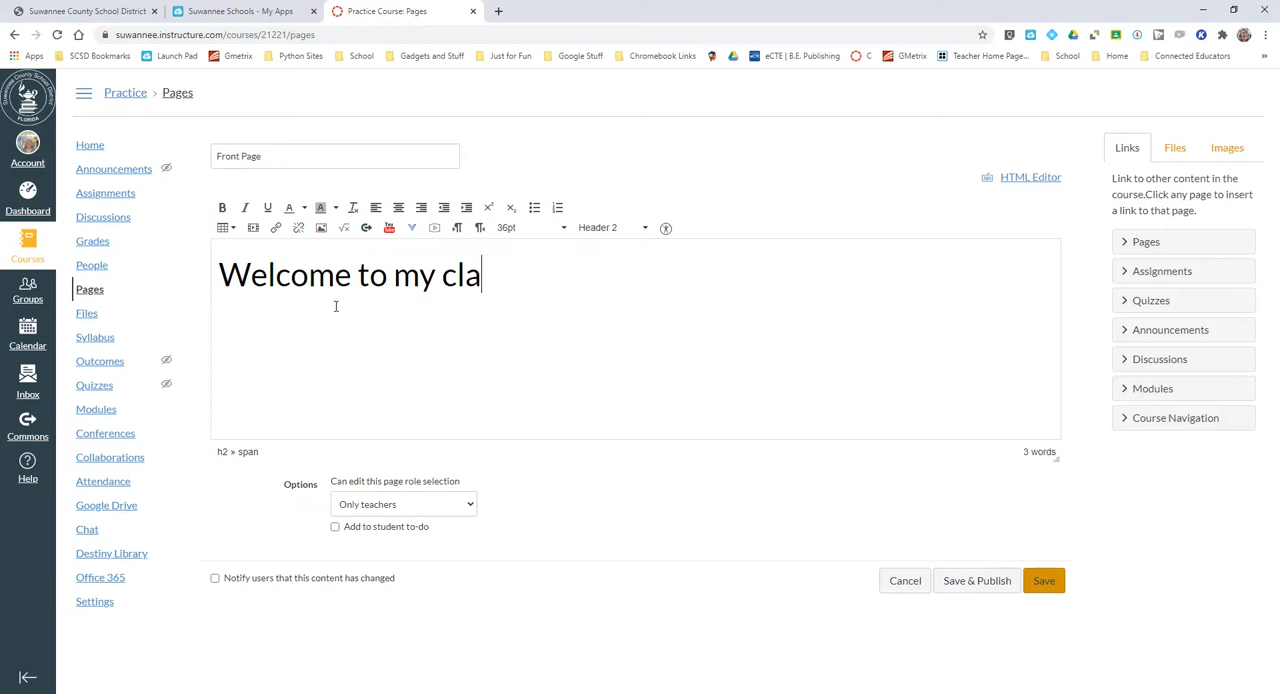 Suwannee County School District
Suwannee Schools - My Apps
Practice Course: Pages
suwannee.instructure.com/courses/21221/pages
Apps
SCSD Bookmarks
Launch Pad
Gmetrix
Python Sites
School
Gadgets and Stuff
Just for Fun
Google Stuff
Chromebook Links
eCTE | B.E. Publishing
C
GMetrix
Teacher Home Page...
School
Home
Connected Educators
»
Practice › Pages
Account
Dashboard
Courses
Groups
Calendar
Inbox
Commons
Help
Home
Announcements
Assignments
Discussions
Grades
People
Pages
Files
Syllabus
Outcomes
Quizzes
Modules
Conferences
Collaborations
Attendance
Google Drive
Chat
Destiny Library
Office 365
Settings
Front Page
HTML Editor
36pt
Header 2
Welcome to my cla
h2 » span
3 words
Options
Can edit this page role selection
Only teachers
Add to student to-do
Notify users that this content has changed
Cancel
Save & Publish
Save
Links
Files
Images
Link to other content in the
course.Click any page to insert
a link to that page.
Pages
Assignments
Quizzes
Announcements
Discussions
Modules
Course Navigation